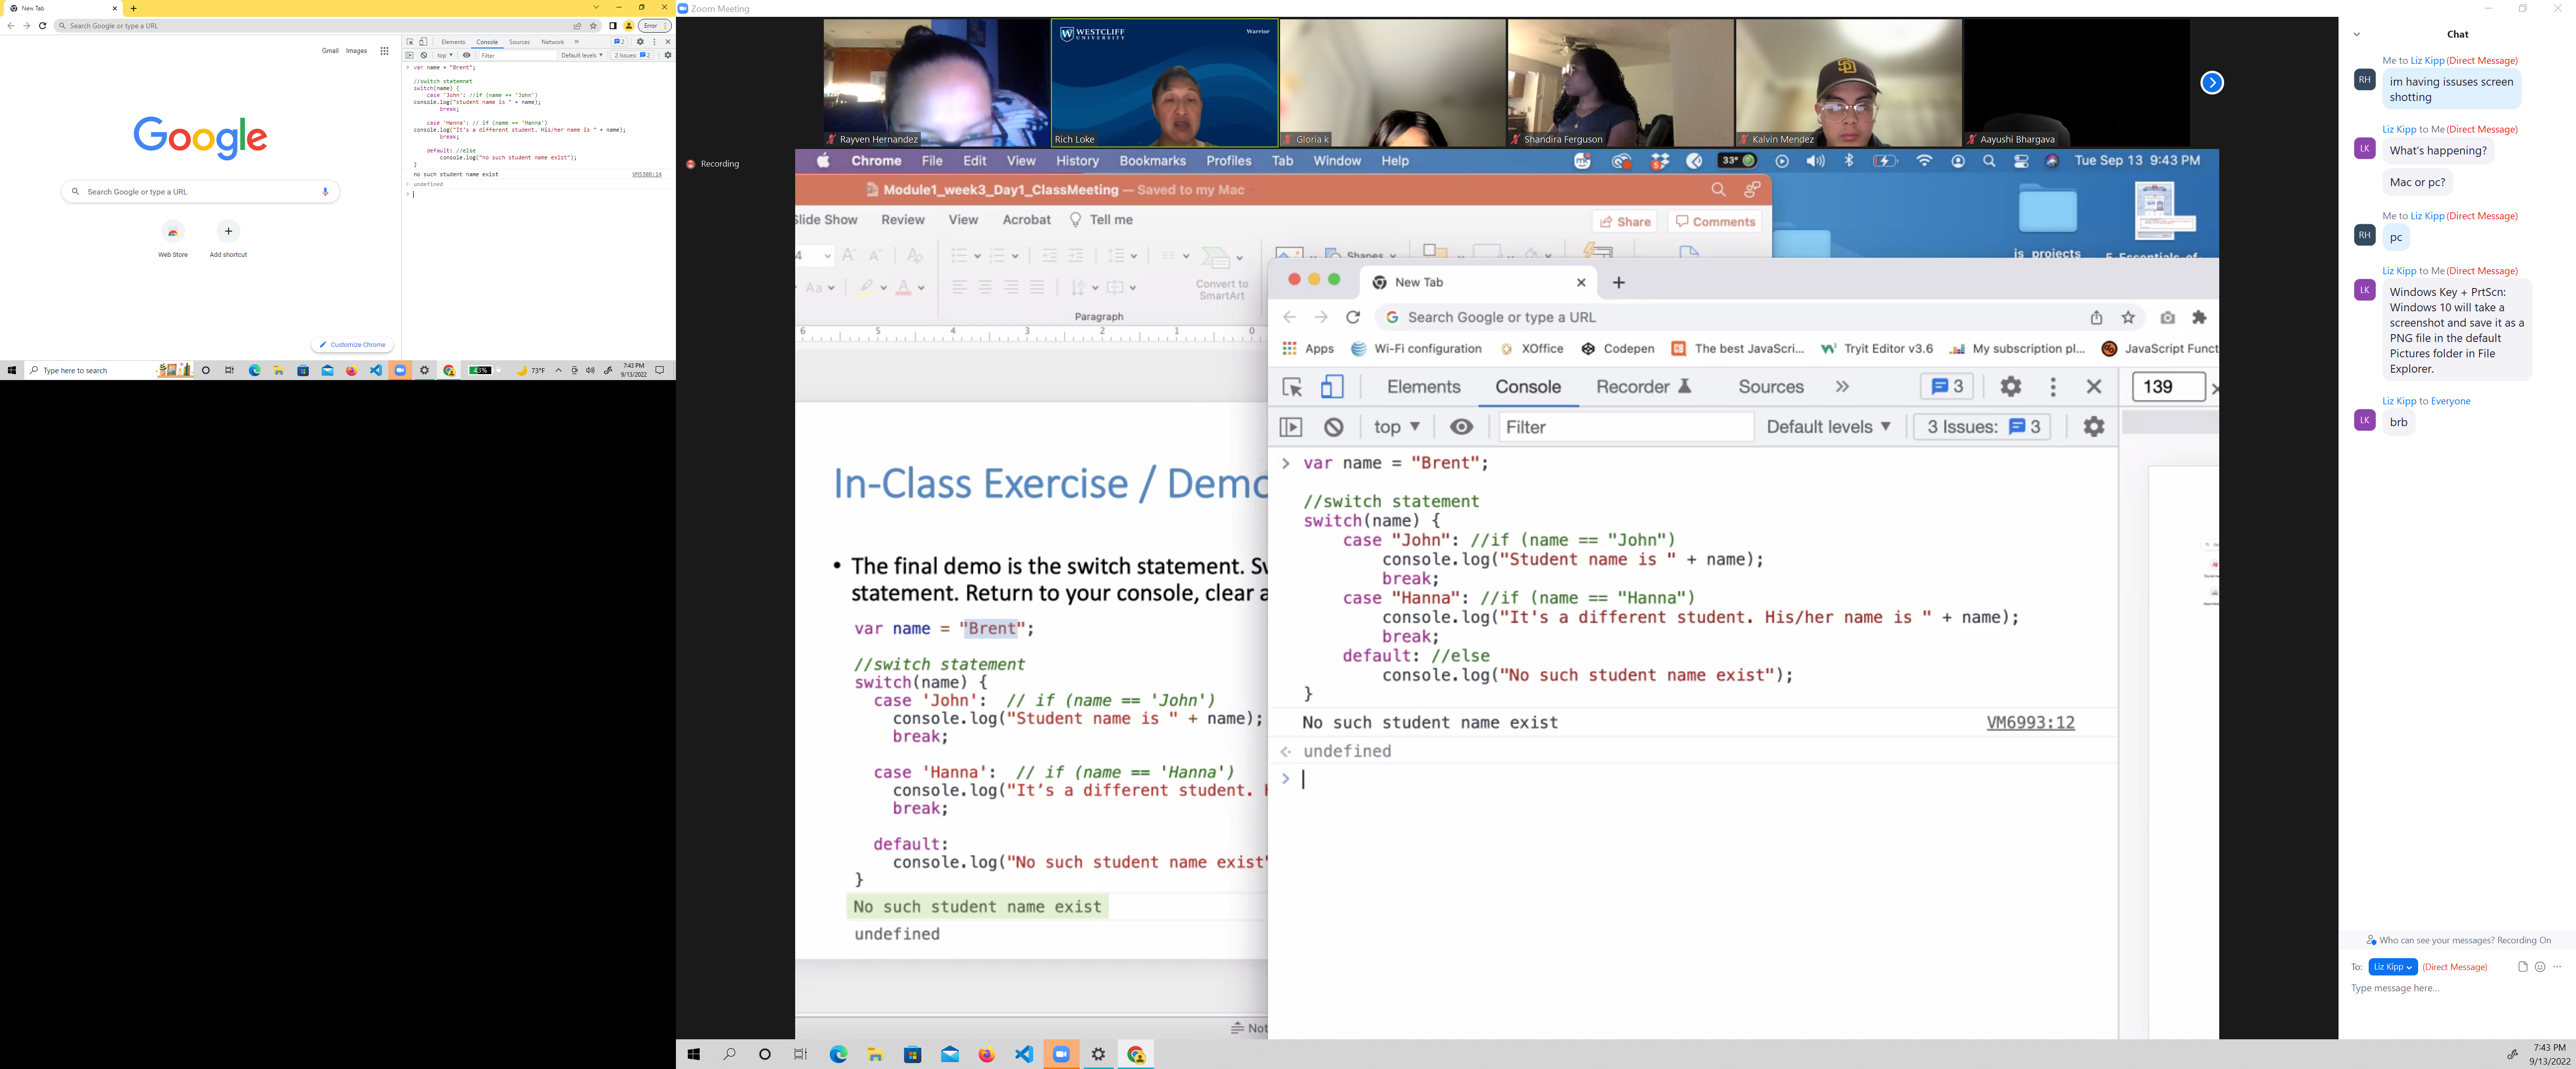 New Tab
Search Google or type a URL
Error
Gmail Images
Google
Search Google or type a URL
Web Store
Add shortcut
Customize Chrome
Elements Console Sources Network »
2
top ▼
Filter
Default levels ▼
2 Issues: 2
> var name = "Brent";
//switch statemnet
switch(name) {
case 'John': //if (name == 'John')
console.log("student name is " + name);
break;
case 'Hanna': // if (name == 'Hanna')
console.log("It's a different student. His/her name is " + name);
break;
default: //else
console.log("no such student name exist");
}
no such student name exist
VM5380:14
undefined
>
Type here to search
43%
73°F
7:43 PM
9/13/2022
Zoom Meeting
Recording
Rayven Hernandez
WESTCLIFF
UNIVERSITY
Warrior
Rich Loke
Gloria k
Shandira Ferguson
Kalvin Mendez
Aayushi Bhargava
Chrome File Edit View History Bookmarks Profiles Tab Window Help
33°
Tue Sep 13 9:43 PM
Module1_week3_Day1_ClassMeeting — Saved to my Mac
Slide Show Review View Acrobat Tell me
Share
Comments
Shapes
Convert to
SmartArt
Paragraph
6 5 4 3 2 1 0
js_projects
5_Essentials_of
In-Class Exercise / Demo
• The final demo is the switch statement. Sw
statement. Return to your console, clear a
var name = "Brent";
//switch statement
switch(name) {
case 'John': // if (name == 'John')
console.log("Student name is " + name);
break;
case 'Hanna': // if (name == 'Hanna')
console.log("It's a different student. H
break;
default:
console.log("No such student name exist"
}
No such student name exist
undefined
Not
New Tab
Search Google or type a URL
Apps
Wi-Fi configuration
XOffice
Codepen
The best JavaScri...
Tryit Editor v3.6
My subscription pl...
JavaScript Funct
Elements Console Recorder Sources »
3
139
top ▼
Filter
Default levels ▼
3 Issues: 3
> var name = "Brent";
//switch statement
switch(name) {
case "John": //if (name == "John")
console.log("Student name is " + name);
break;
case "Hanna": //if (name == "Hanna")
console.log("It's a different student. His/her name is " + name);
break;
default: //else
console.log("No such student name exist");
}
No such student name exist
VM6993:12
undefined
>
Chat
Me to Liz Kipp (Direct Message)
RH
im having issuses screen
shotting
Liz Kipp to Me (Direct Message)
LK
What's happening?
Mac or pc?
Me to Liz Kipp (Direct Message)
RH
pc
Liz Kipp to Me (Direct Message)
LK
Windows Key + PrtScn:
Windows 10 will take a
screenshot and save it as a
PNG file in the default
Pictures folder in File
Explorer.
Liz Kipp to Everyone
LK
brb
Who can see your messages? Recording On
To: Liz Kipp (Direct Message)
Type message here...
7:43 PM
9/13/2022